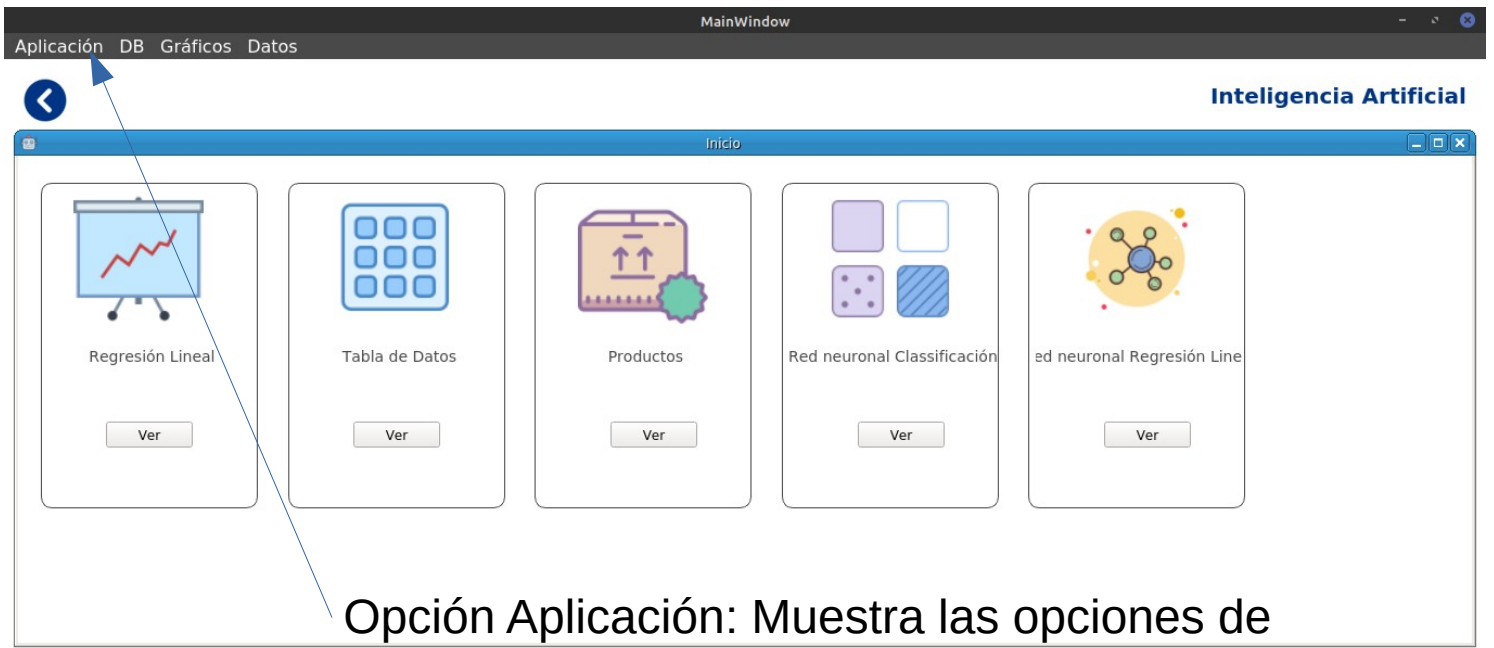 MainWindow
Aplicación DB Gráficos Datos
Inteligencia Artificial
Inicio
Regresión Lineal
Tabla de Datos
Productos
Red neuronal Classificación
ed neuronal Regresión Line
Ver
Ver
Ver
Ver
Ver
Opción Aplicación: Muestra las opciones de